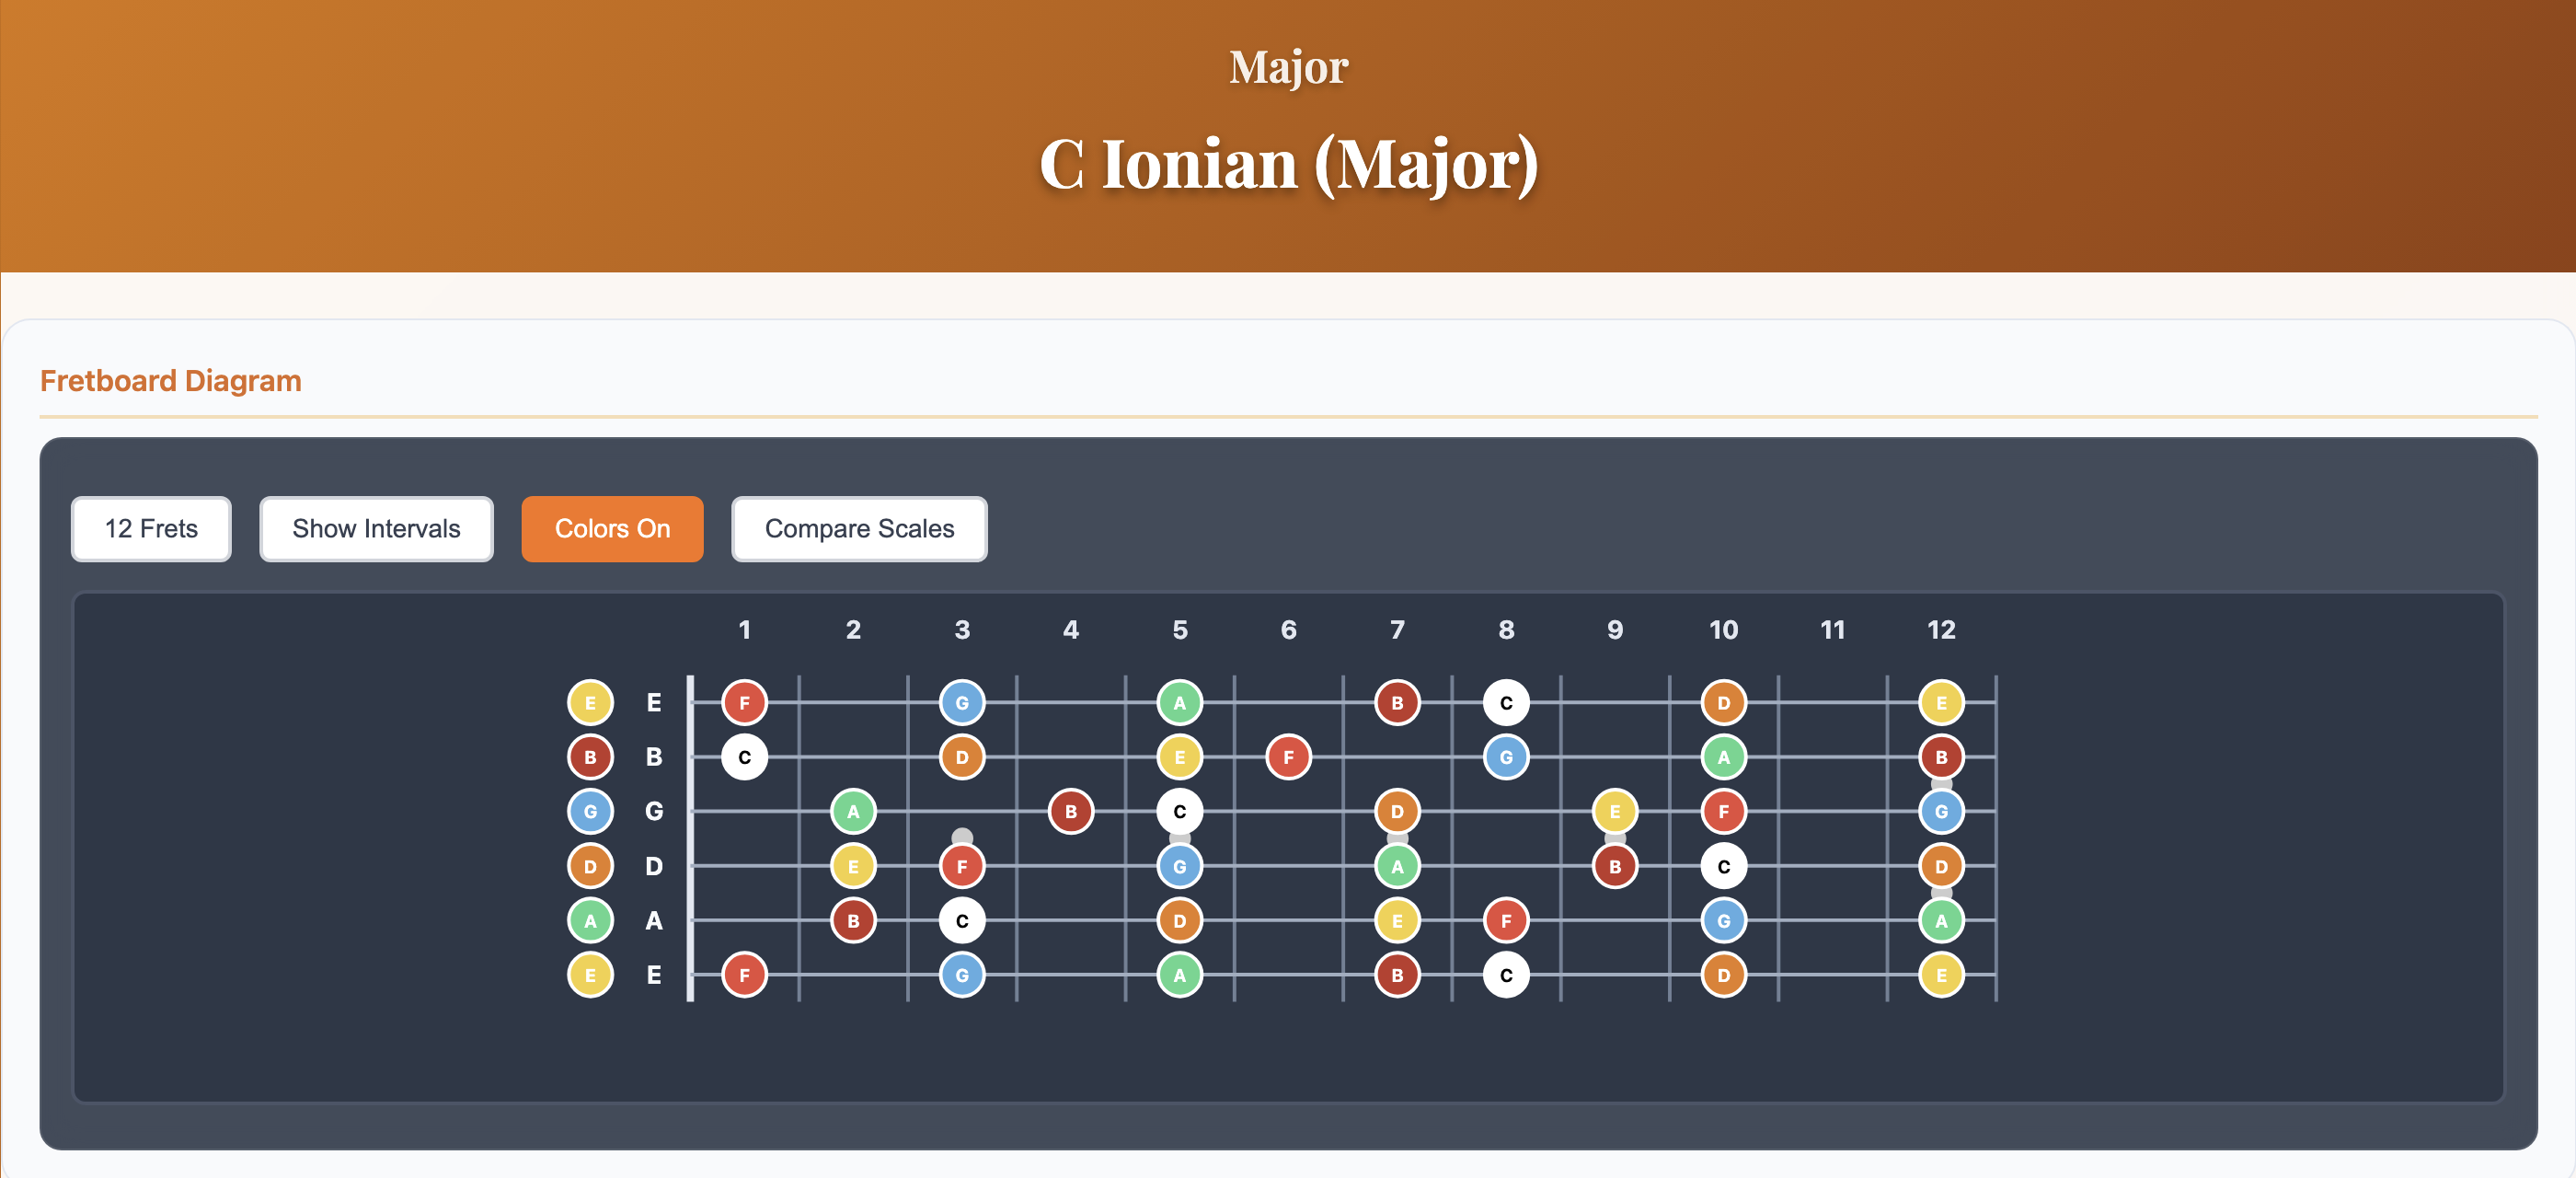 Major
C Ionian (Major)
Fretboard Diagram
12 Frets Show Intervals Colors On Compare Scales
1 2 3 4 5 6 7 8 9 10 11 12
E E F G A B C D E
B B C D E F G A B
G G A B C D E F G
D D E F G A B C D
A A B C D E F G A
E E F G A B C D E